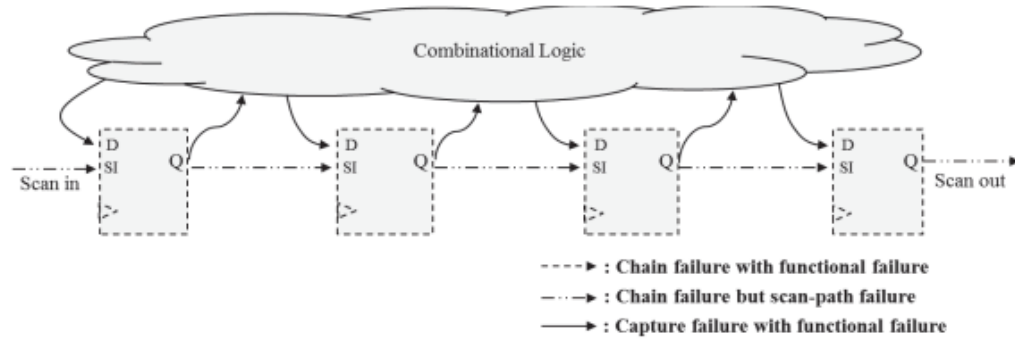 Combinational Logic
D
SI
Q
D
SI
Q
D
SI
Q
D
SI
Q
Scan in
Scan out
: Chain failure with functional failure
: Chain failure but scan-path failure
: Capture failure with functional failure